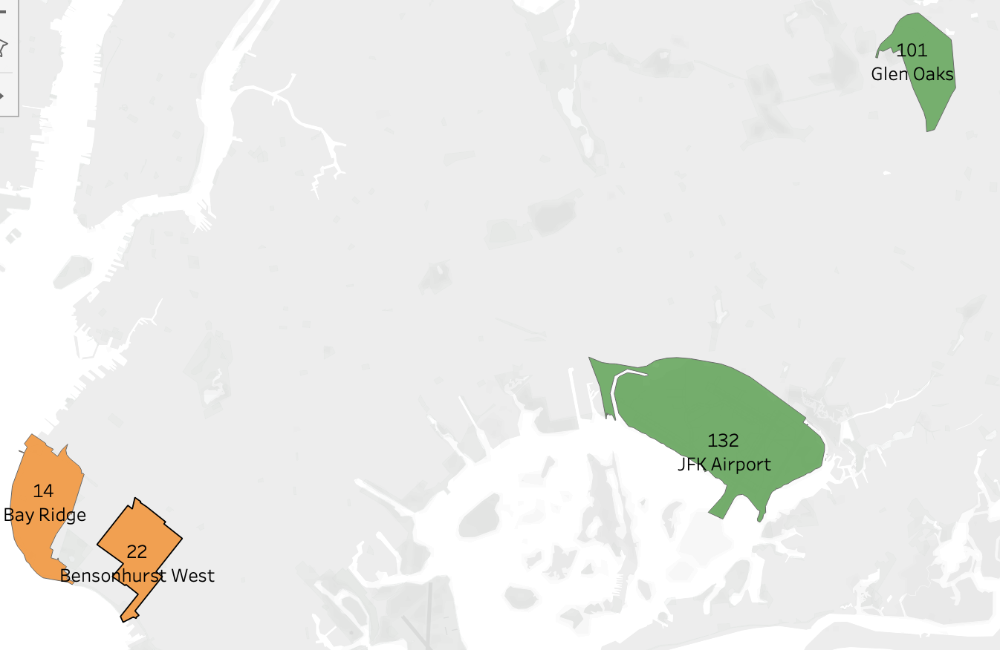 101
Glen Oaks
132
JFK Airport
14
Bay Ridge
22
Bensonhurst West